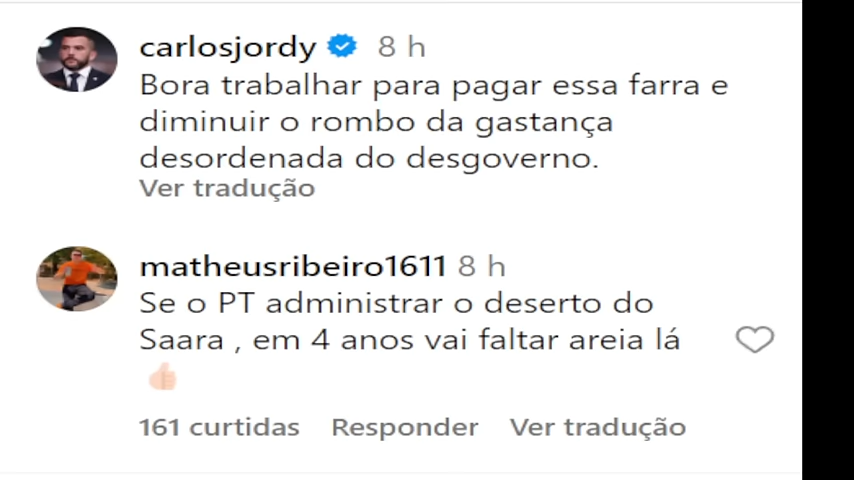 carlosjordy 8 h
Bora trabalhar para pagar essa farra e
diminuir o rombo da gastança
desordenada do desgoverno.
Ver tradução
matheusribeiro1611 8 h
Se o PT administrar o deserto do
Saara , em 4 anos vai faltar areia lá
👍🏻
161 curtidas Responder Ver tradução